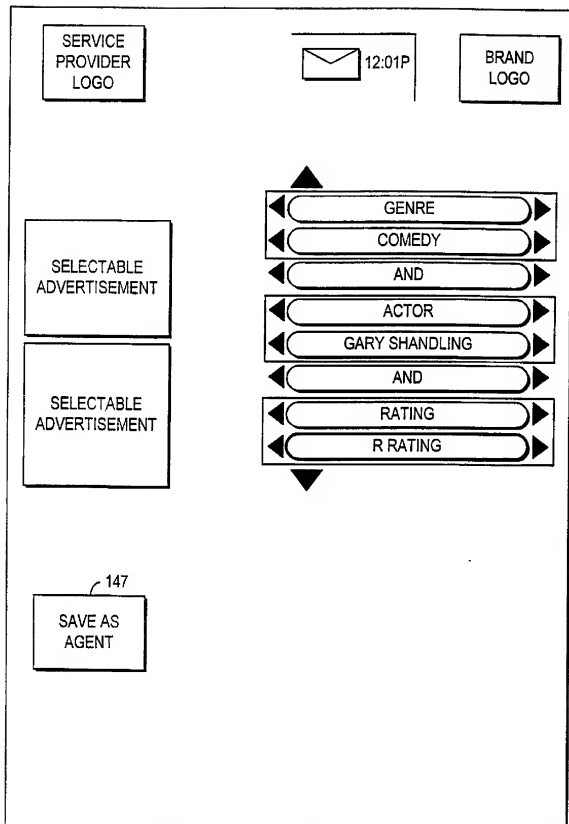 SERVICE
PROVIDER
LOGO
12:01P
BRAND
LOGO
GENRE
COMEDY
AND
ACTOR
GARY SHANDLING
AND
RATING
R RATING
SELECTABLE
ADVERTISEMENT
SELECTABLE
ADVERTISEMENT
147
SAVE AS
AGENT